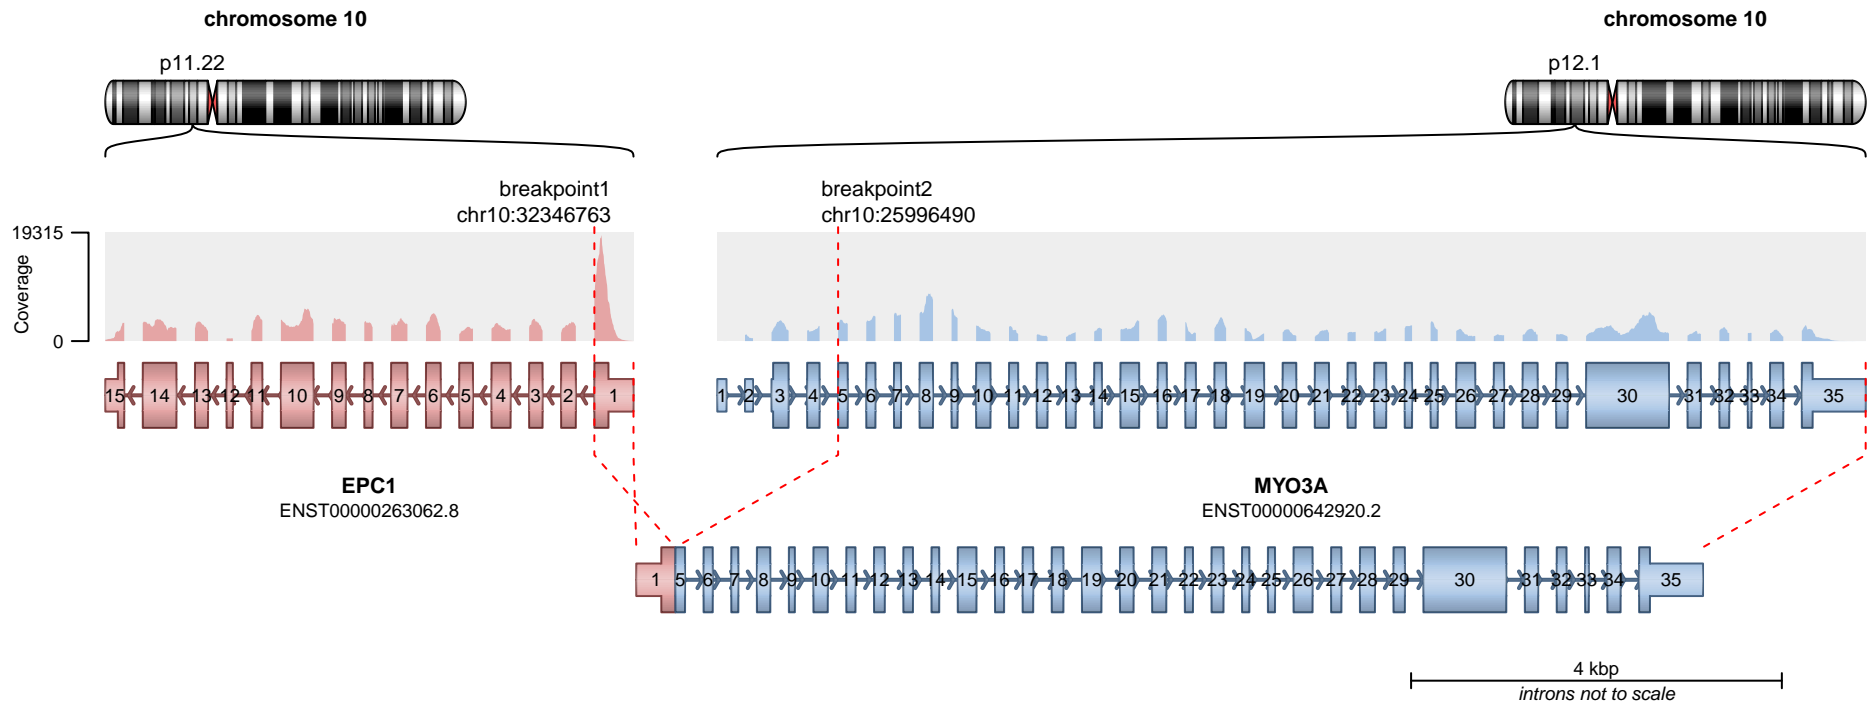 chromosome 10 chromosome 10
p11.22 p12.1
breakpoint1 breakpoint2
chr10:32346763 chr10:25996490
19315
Coverage
0
15 14 13 12 11 10 9 8 7 6 5 4 3 2 1 1 2 3 4 5 6 7 8 9 10 11 12 13 14 15 16 17 18 19 20 21 22 23 24 25 26 27 28 29 30 31 32 33 34 35
EPC1 MYO3A
ENST00000263062.8 ENST00000642920.2
1 5 6 7 8 9 10 11 12 13 14 15 16 17 18 19 20 21 22 23 24 25 26 27 28 29 30 31 32 33 34 35
4 kbp
introns not to scale